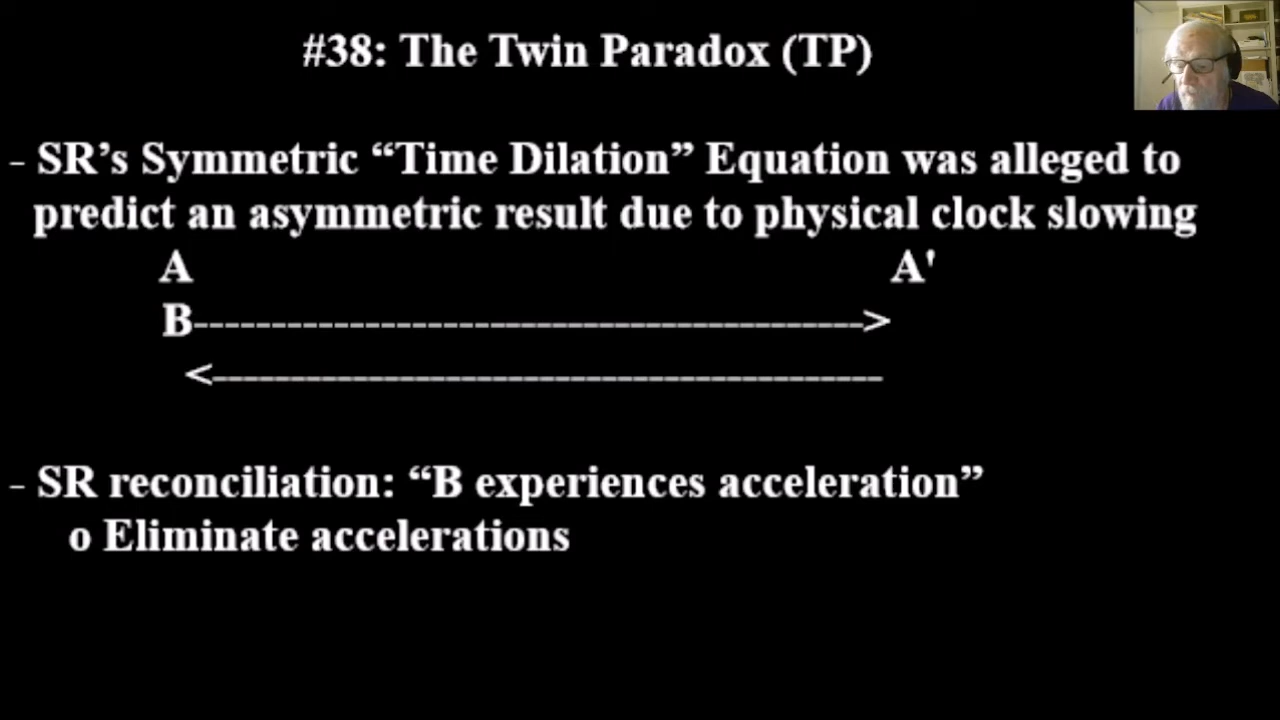 #38: The Twin Paradox (TP)
- SR's Symmetric “Time Dilation” Equation was alleged to
predict an asymmetric result due to physical clock slowing
A A'
B------------------------------------------->
<-------------------------------------------
- SR reconciliation: “B experiences acceleration”
o Eliminate accelerations